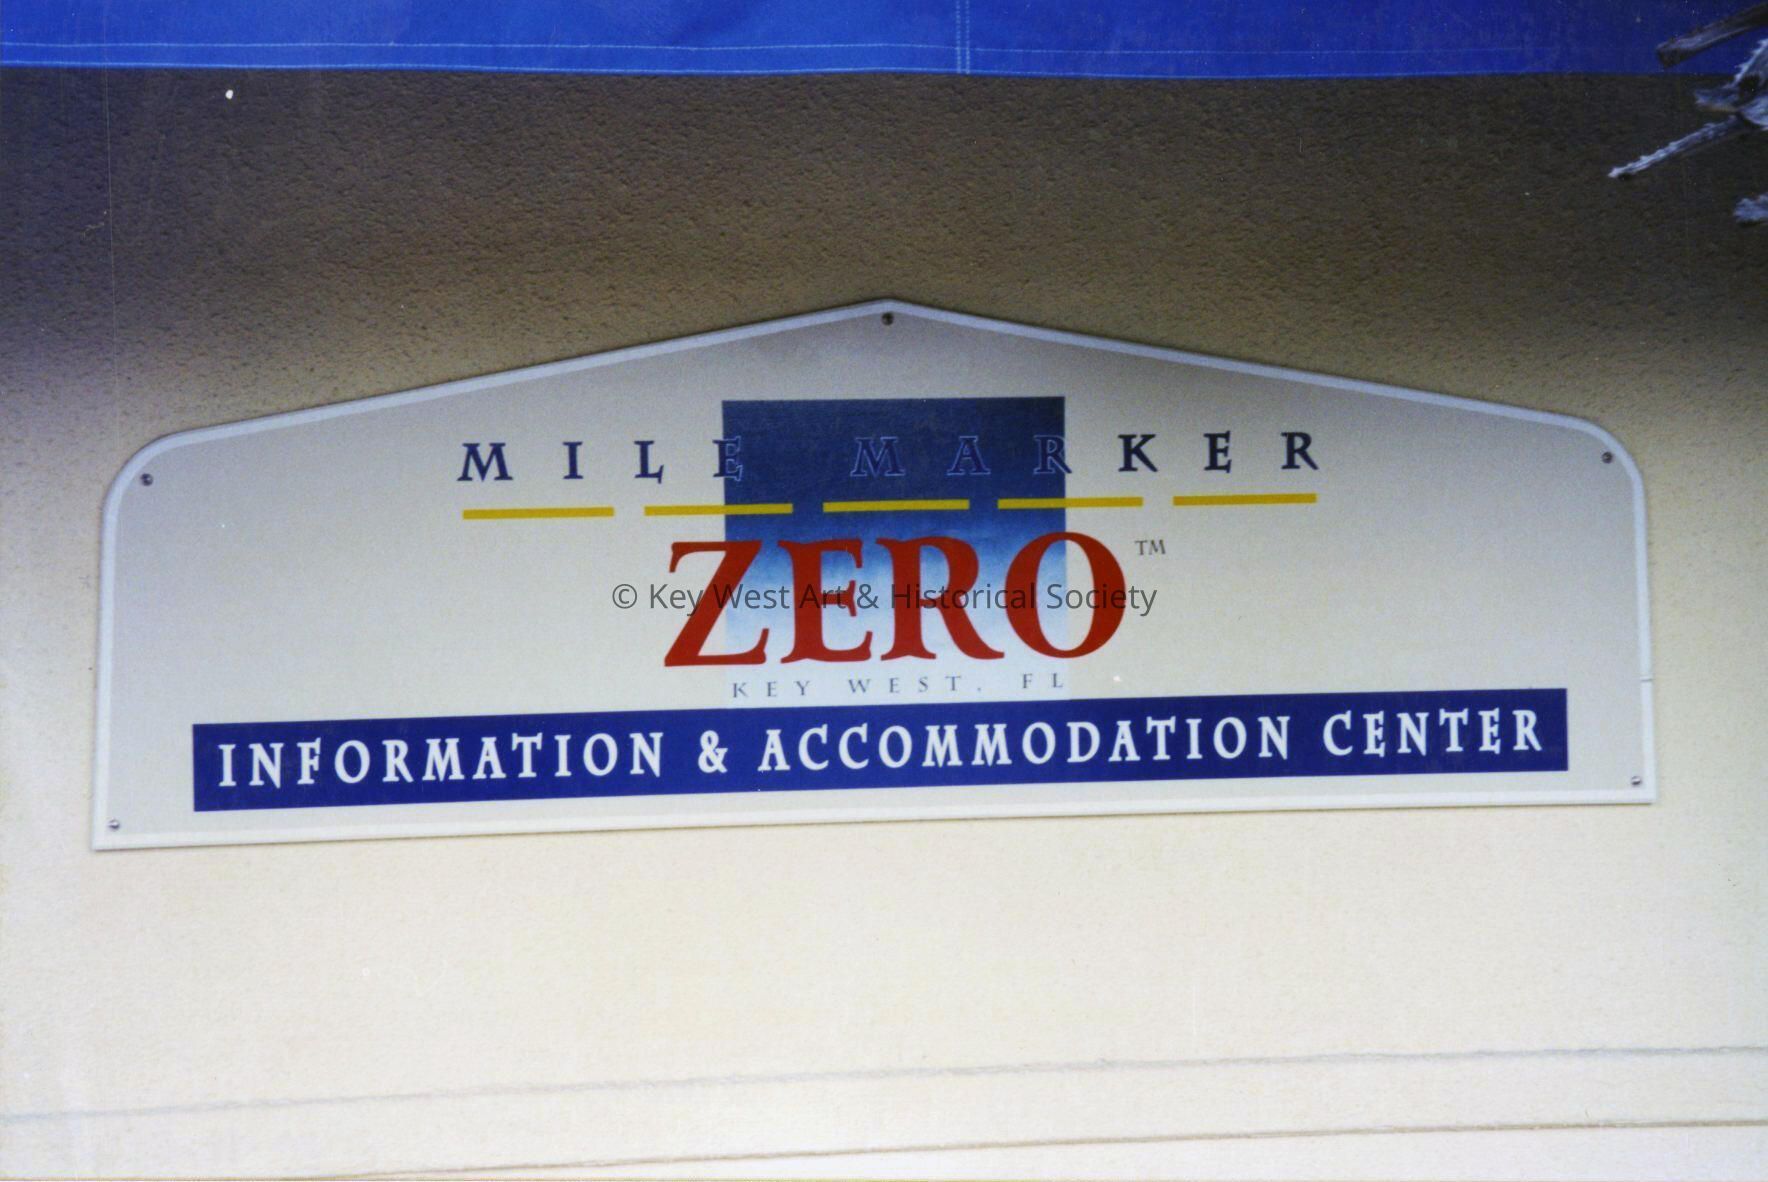 MILE MARKER
ZERO™
© Key West Art & Historical Society
KEY WEST, FL
INFORMATION & ACCOMMODATION CENTER